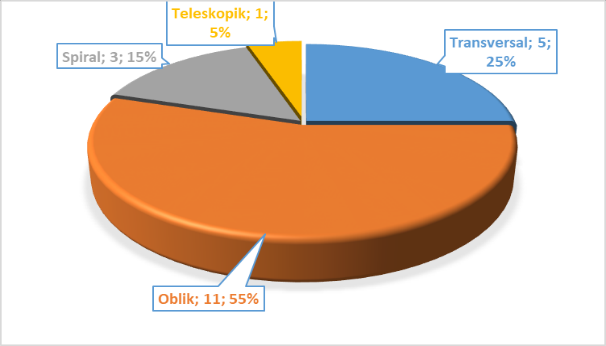 Teleskopik; 1;
5%
Transversal; 5;
25%
Spiral; 3; 15%
Oblik; 11; 55%